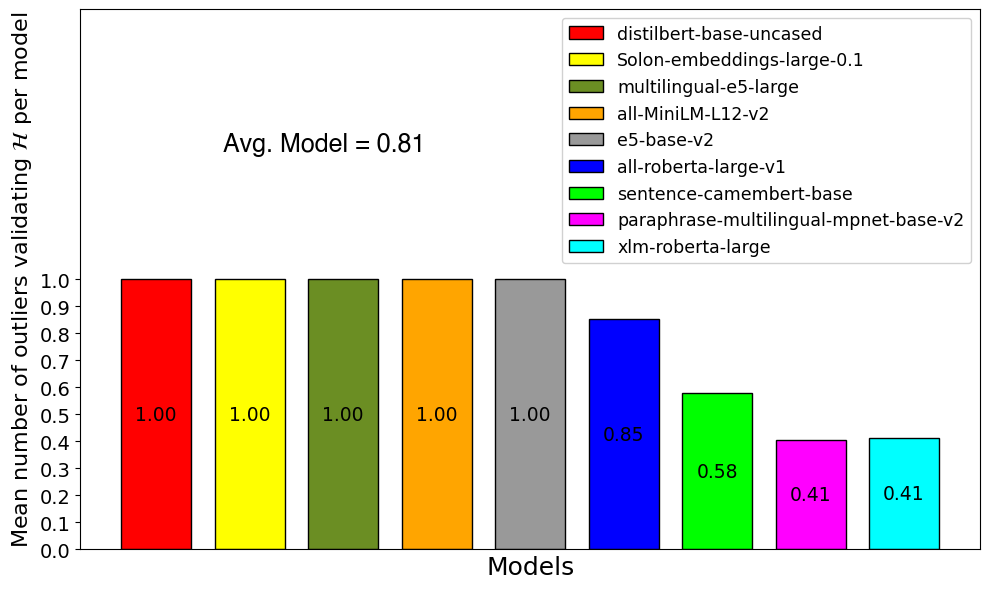 Mean number of outliers validating ℋ per model
distilbert-base-uncased
Solon-embeddings-large-0.1
multilingual-e5-large
all-MiniLM-L12-v2
e5-base-v2
all-roberta-large-v1
sentence-camembert-base
paraphrase-multilingual-mpnet-base-v2
xlm-roberta-large
Avg. Model = 0.81
1.0
0.9
0.8
0.7
0.6
0.5
0.4
0.3
0.2
0.1
0.0
1.00
1.00
1.00
1.00
1.00
0.85
0.58
0.41
0.41
Models